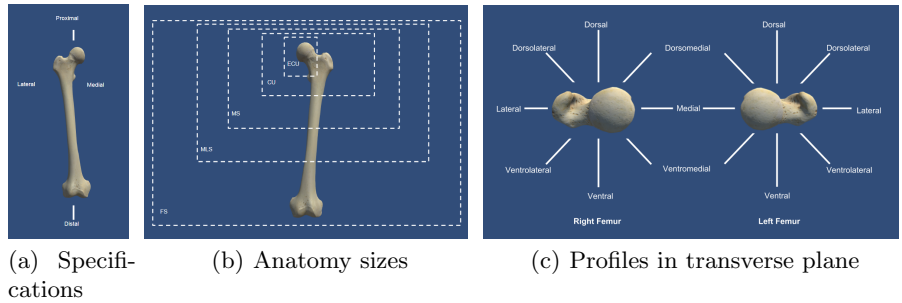 Proximal
Lateral
Medial
Distal
(a) Specifi-
cations
ECU
CU
MS
MLS
FS
(b) Anatomy sizes
Dorsal
Dorsal
Dorsolateral
Dorsomedial
Dorsolateral
Lateral
Medial
Lateral
Ventrolateral
Ventromedial
Ventrolateral
Ventral
Ventral
Right Femur
Left Femur
(c) Profiles in transverse plane